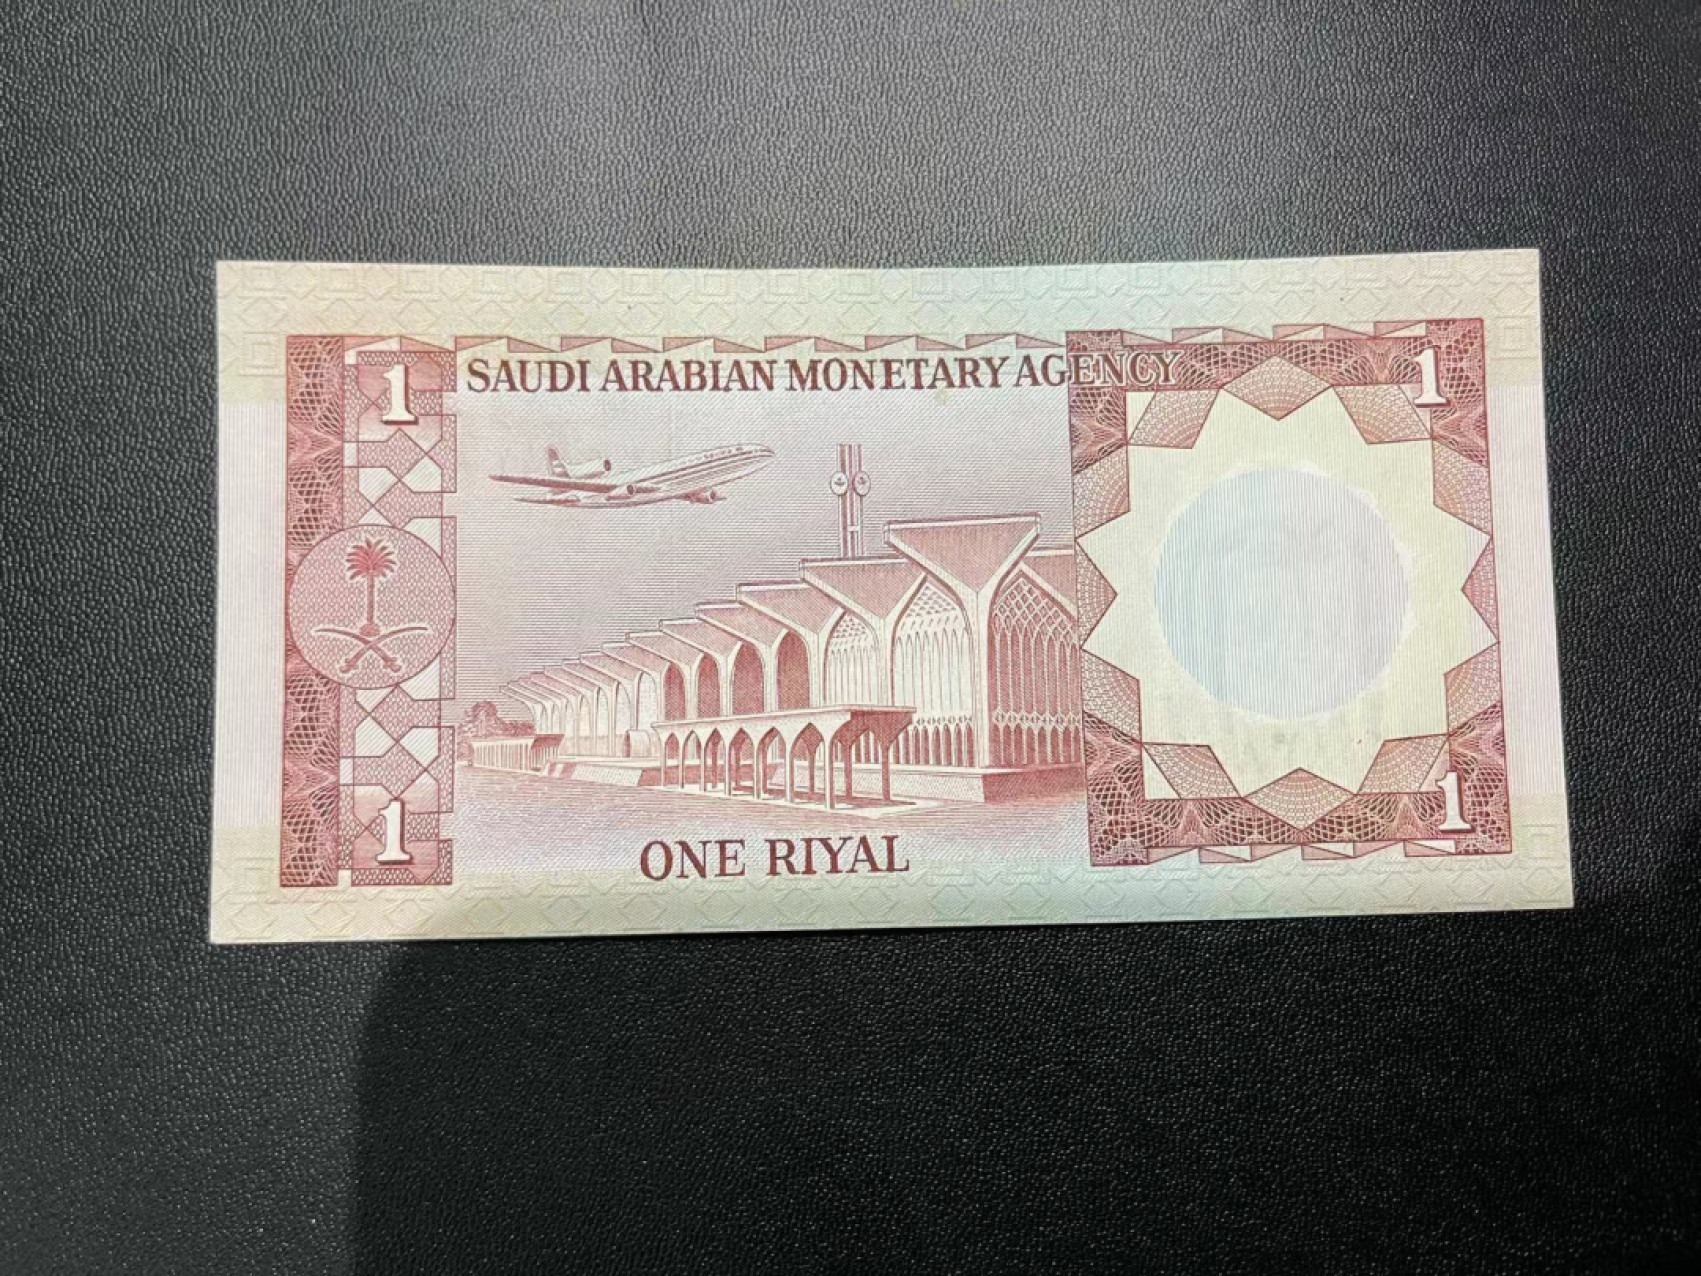 1 SAUDI ARABIAN MONETARY AGENCY 1
1 ONE RIYAL 1